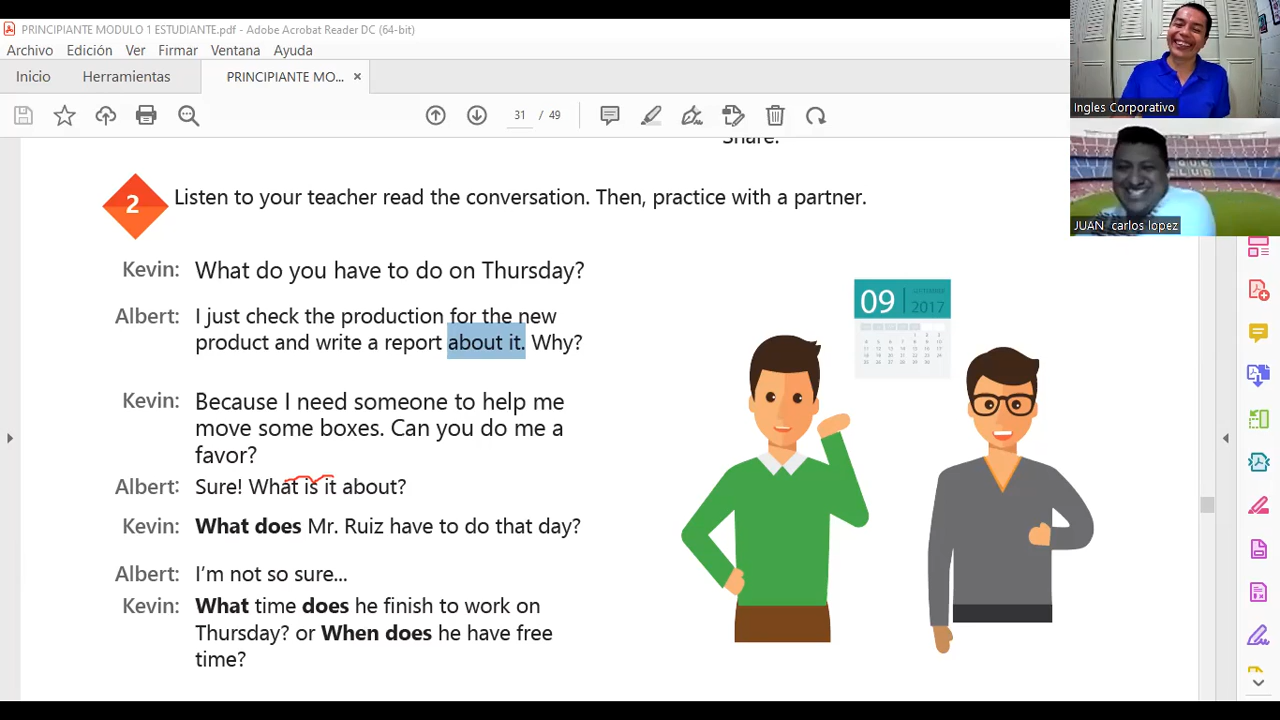 PRINCIPIANTE MODULO 1 ESTUDIANTE.pdf - Adobe Acrobat Reader DC (64-bit)
Archivo Edición Ver Firmar Ventana Ayuda
Inicio Herramientas PRINCIPIANTE MO... ×
31 / 49
Ingles Corporativo
JUAN carlos lopez
Share.
2 Listen to your teacher read the conversation. Then, practice with a partner.
Kevin: What do you have to do on Thursday?
Albert: I just check the production for the new
product and write a report about it. Why?
Kevin: Because I need someone to help me
move some boxes. Can you do me a
favor?
Albert: Sure! What is it about?
Kevin: What does Mr. Ruiz have to do that day?
Albert: I'm not so sure...
Kevin: What time does he finish to work on
Thursday? or When does he have free
time?
09
2017